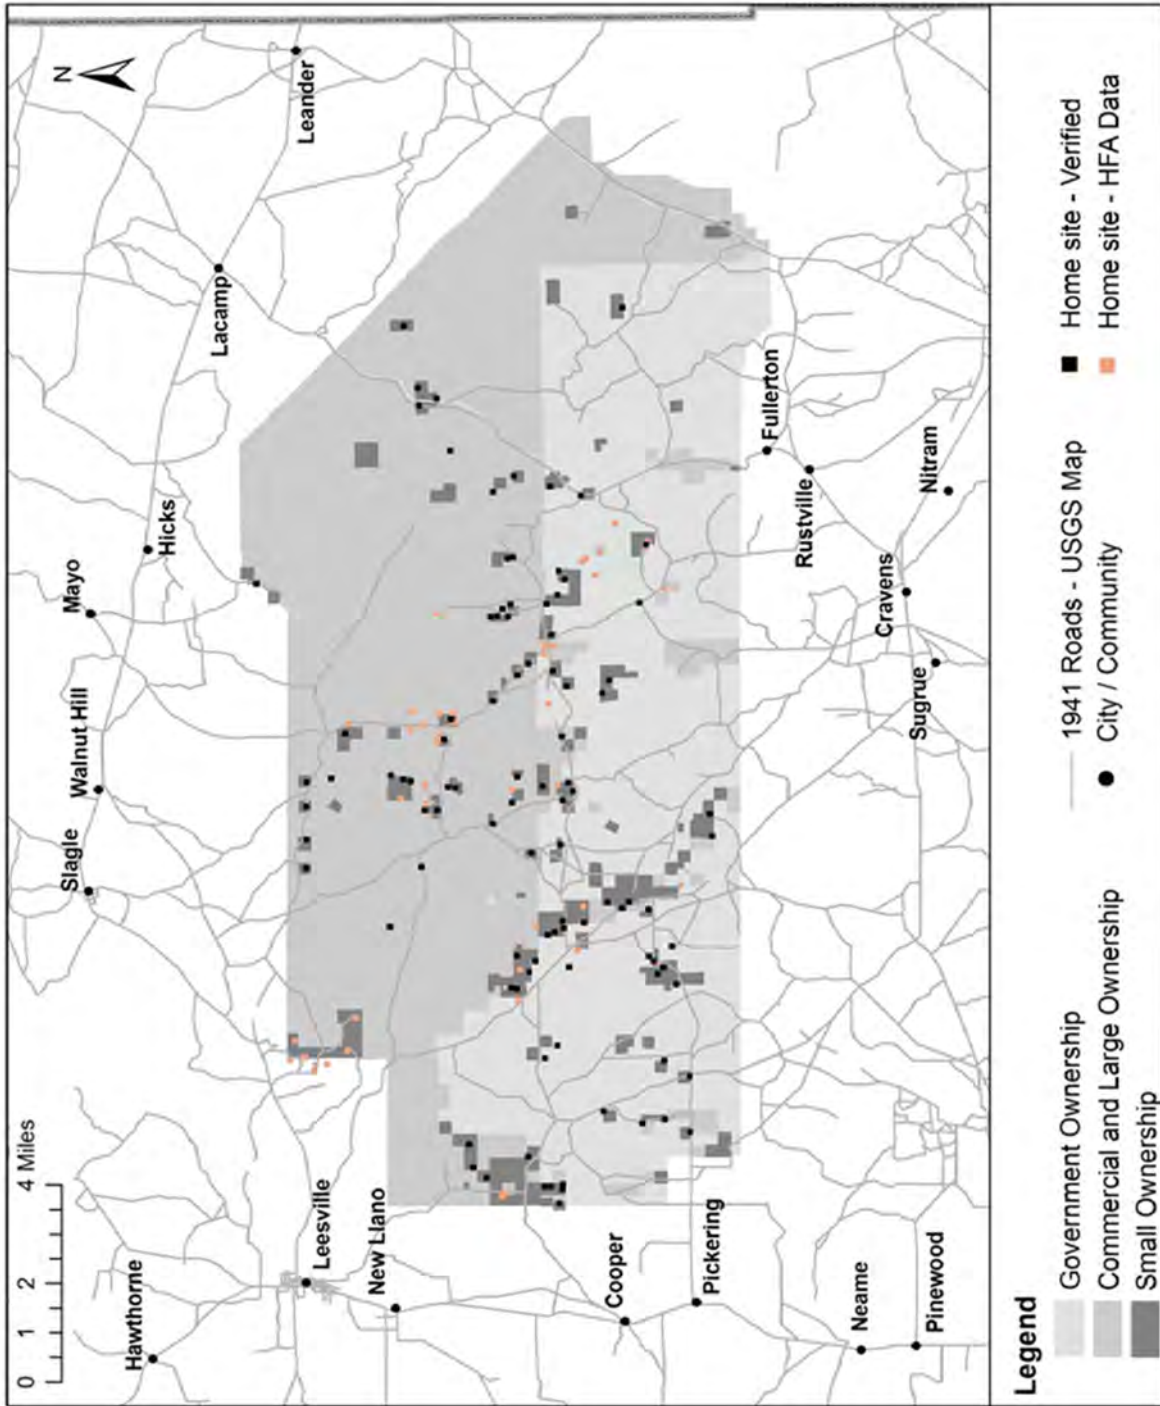 0 1 2 4 Miles
N
Hawthorne
Leesville
New Llano
Cooper
Pickering
Neame
Pinewood
Slagle
Walnut Hill
Mayo
Hicks
Lacamp
Leander
Fullerton
Rustville
Nitram
Cravens
Sugrue
Legend
Government Ownership
Commercial and Large Ownership
Small Ownership
1941 Roads - USGS Map
City / Community
Home site - Verified
Home site - HFA Data